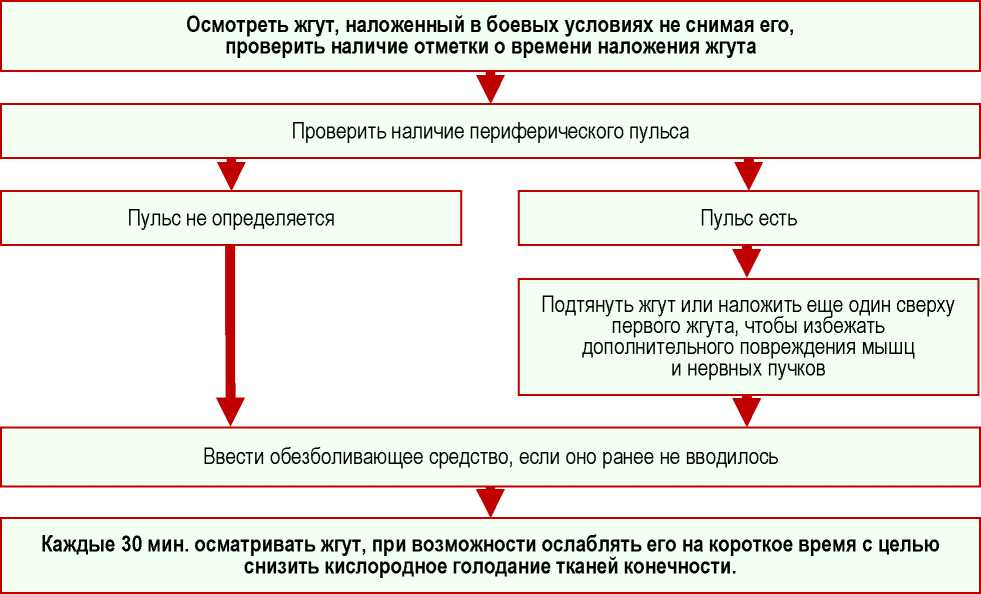 Осмотреть жгут, наложенный в боевых условиях не снимая его,
проверить наличие отметки о времени наложения жгута
Проверить наличие периферического пульса
Пульс не определяется
Пульс есть
Подтянуть жгут или наложить еще один сверху
первого жгута, чтобы избежать
дополнительного повреждения мышц
и нервных пучков
Ввести обезболивающее средство, если оно ранее не вводилось
Каждые 30 мин. осматривать жгут, при возможности ослаблять его на короткое время с целью
снизить кислородное голодание тканей конечности.